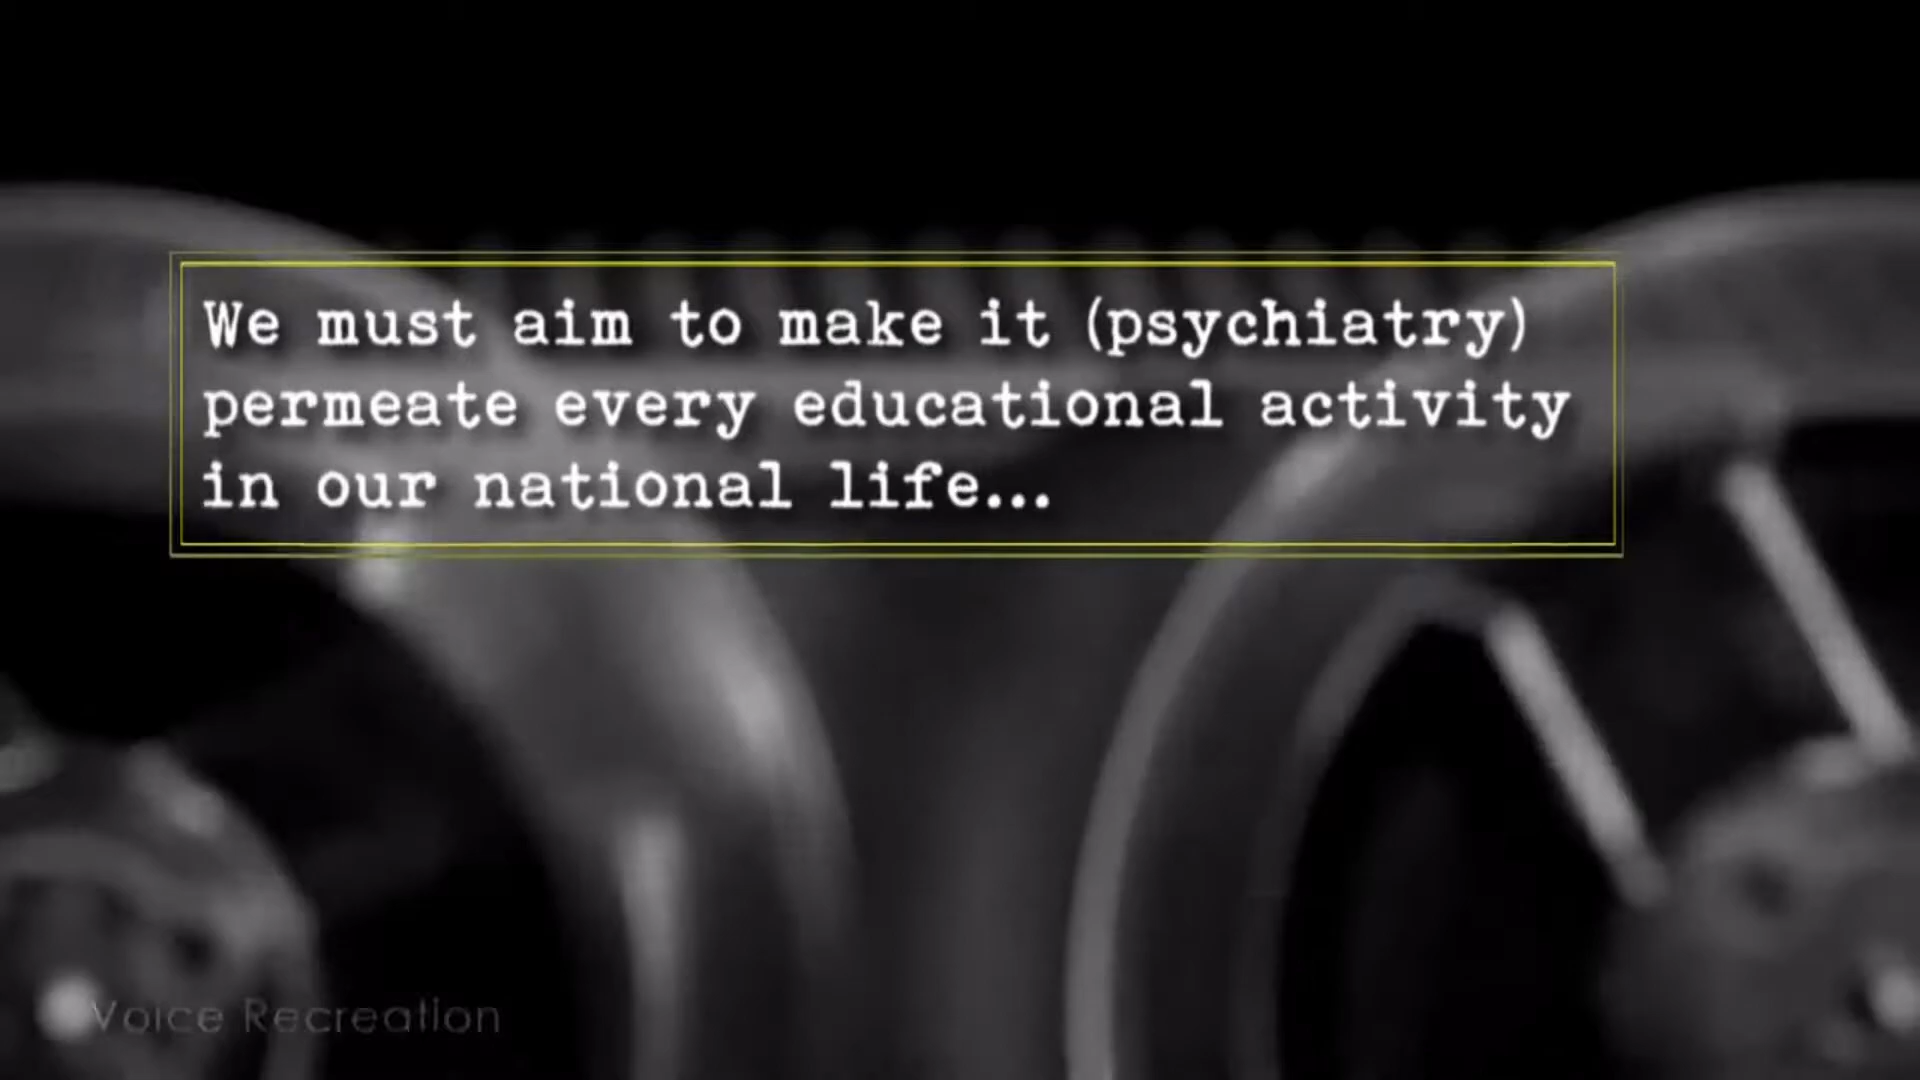 We must aim to make it (psychiatry)
permeate every educational activity
in our national life...
Voice Recreation